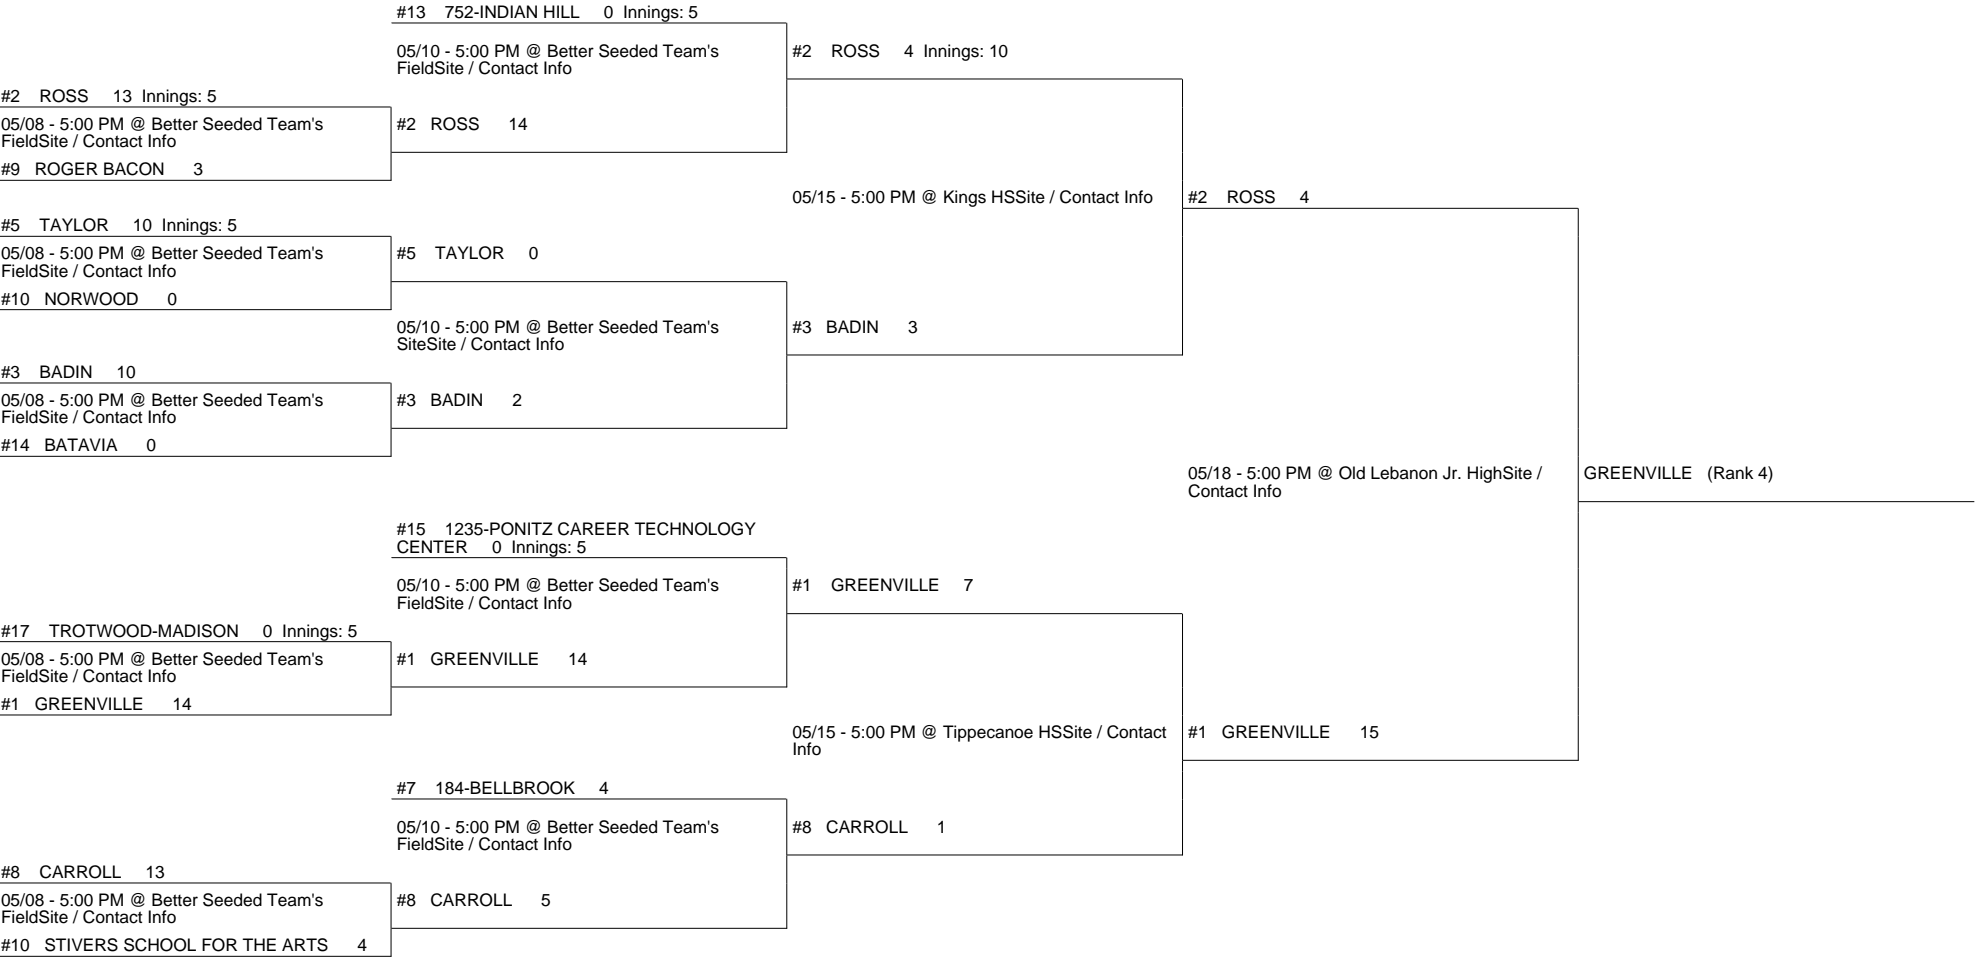 #13 752-INDIAN HILL 0 Innings: 5
05/10 - 5:00 PM @ Better Seeded Team's
FieldSite / Contact Info
#2 ROSS 4 Innings: 10
#2 ROSS 13 Innings: 5
05/08 - 5:00 PM @ Better Seeded Team's
FieldSite / Contact Info
#2 ROSS 14
#9 ROGER BACON 3
05/15 - 5:00 PM @ Kings HSSite / Contact Info
#2 ROSS 4
#5 TAYLOR 10 Innings: 5
05/08 - 5:00 PM @ Better Seeded Team's
FieldSite / Contact Info
#5 TAYLOR 0
#10 NORWOOD 0
05/10 - 5:00 PM @ Better Seeded Team's
SiteSite / Contact Info
#3 BADIN 3
#3 BADIN 10
05/08 - 5:00 PM @ Better Seeded Team's
FieldSite / Contact Info
#3 BADIN 2
#14 BATAVIA 0
05/18 - 5:00 PM @ Old Lebanon Jr. HighSite /
Contact Info
GREENVILLE (Rank 4)
#15 1235-PONITZ CAREER TECHNOLOGY
CENTER 0 Innings: 5
05/10 - 5:00 PM @ Better Seeded Team's
FieldSite / Contact Info
#1 GREENVILLE 7
#17 TROTWOOD-MADISON 0 Innings: 5
05/08 - 5:00 PM @ Better Seeded Team's
FieldSite / Contact Info
#1 GREENVILLE 14
#1 GREENVILLE 14
05/15 - 5:00 PM @ Tippecanoe HSSite / Contact
Info
#1 GREENVILLE 15
#7 184-BELLBROOK 4
05/10 - 5:00 PM @ Better Seeded Team's
FieldSite / Contact Info
#8 CARROLL 1
#8 CARROLL 13
05/08 - 5:00 PM @ Better Seeded Team's
FieldSite / Contact Info
#8 CARROLL 5
#10 STIVERS SCHOOL FOR THE ARTS 4